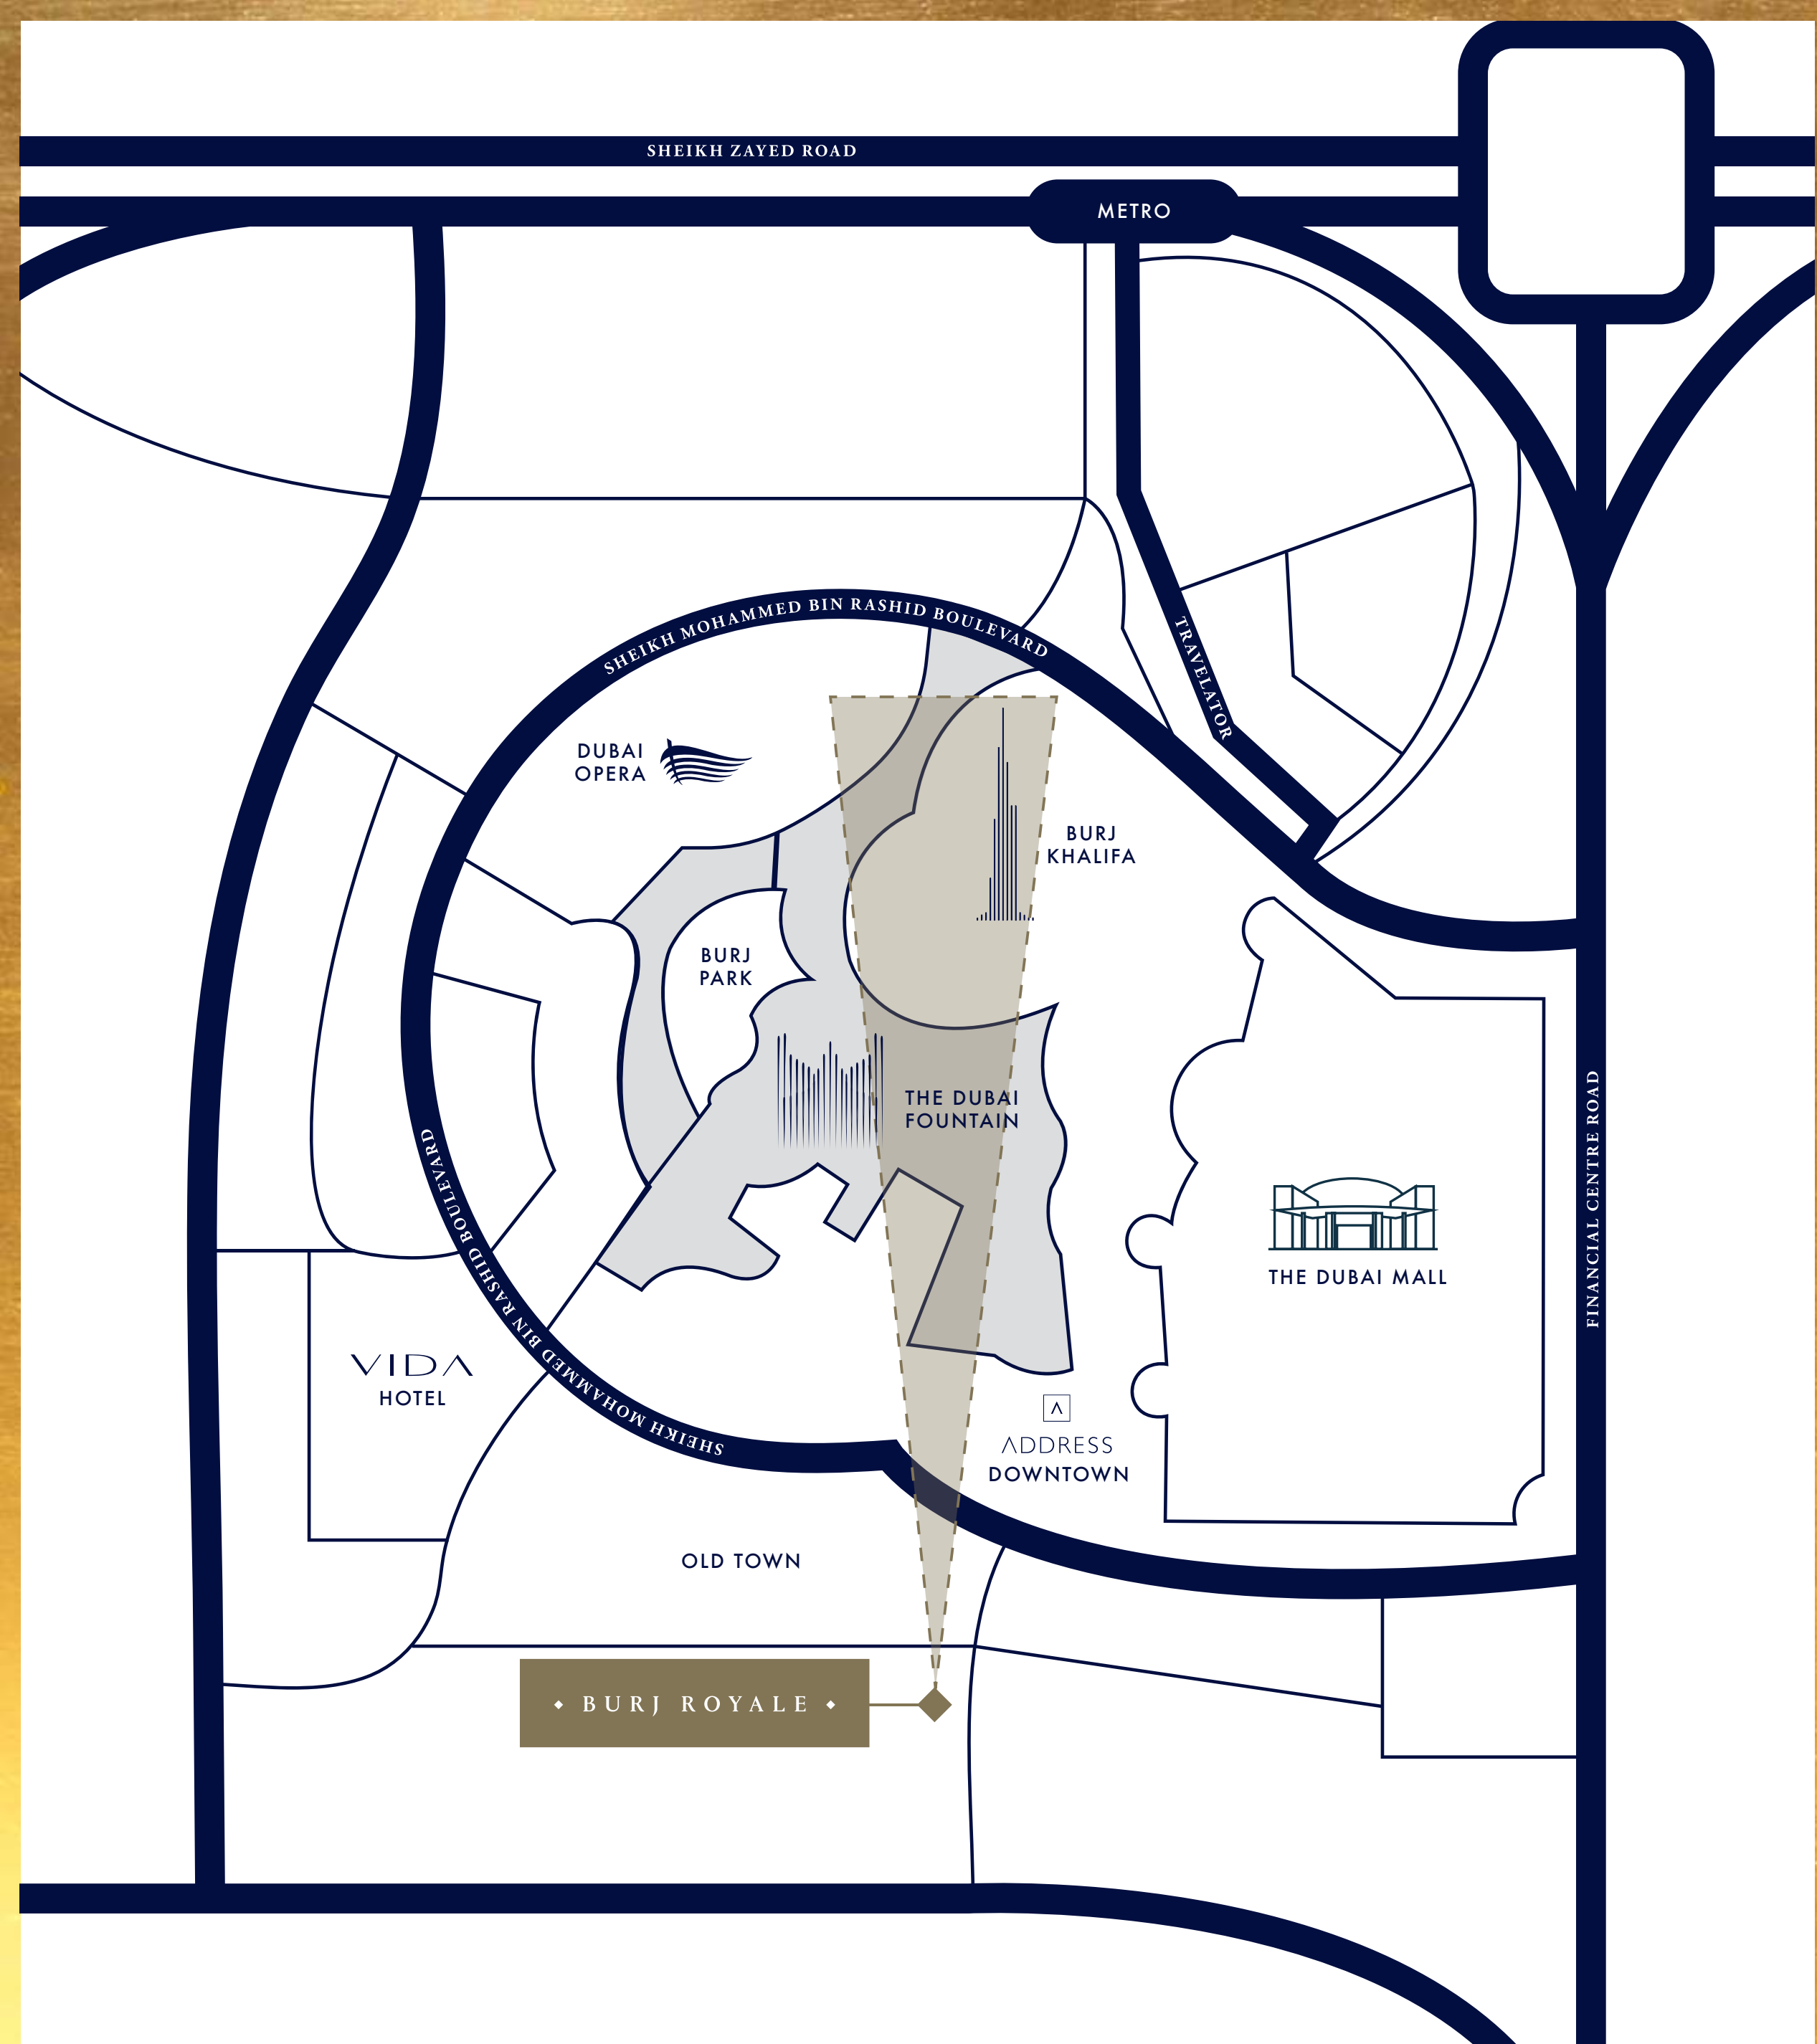 SHEIKH ZAYED ROAD
METRO
SHEIKH MOHAMMED BIN RASHID BOULEVARD
TRAVELATOR
DUBAI
OPERA
BURJ
KHALIFA
BURJ
PARK
THE DUBAI
FOUNTAIN
FINANCIAL CENTRE ROAD
THE DUBAI MALL
SHEIKH MOHAMMED BIN RASHID BOULEVARD
VIDA
HOTEL
ADDRESS
DOWNTOWN
OLD TOWN
BURJ ROYALE